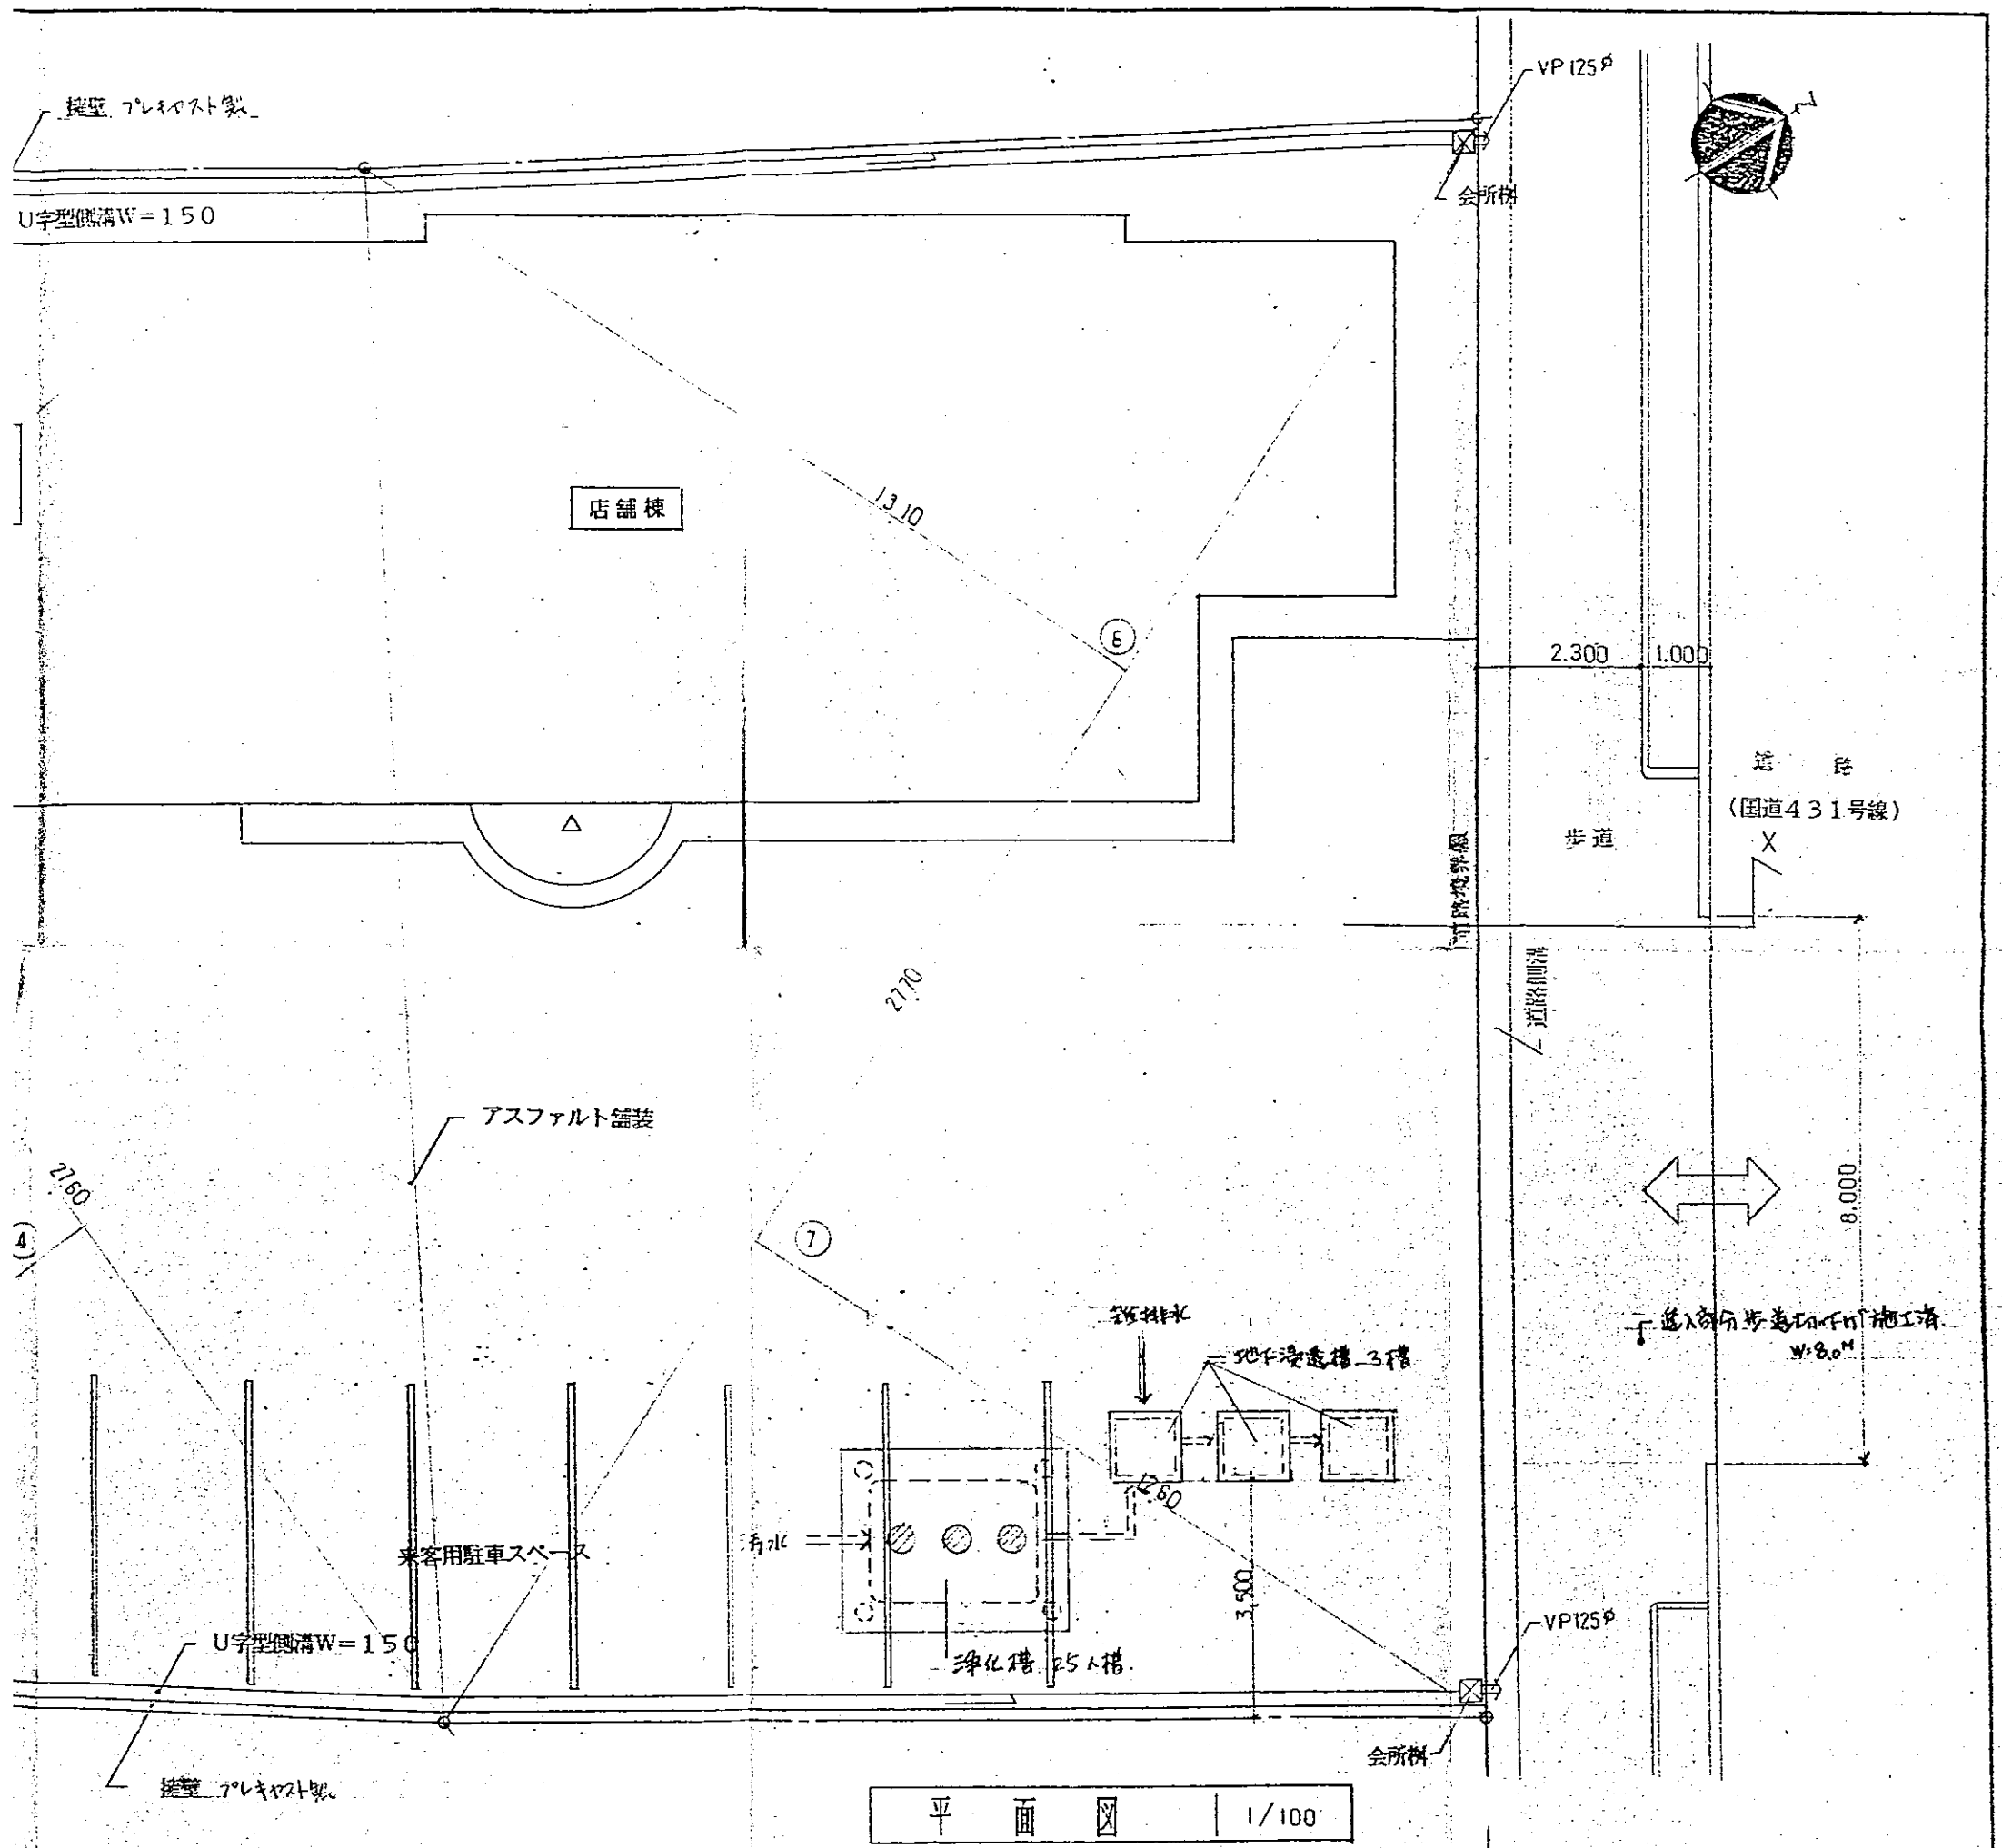 VP125φ
擁壁 プレキャスト製
会所桝
U字型側溝W=150
店舗棟
13.10
6
2.300
1.000
道 路
(国道431号線)
歩道
X
道路境界線
道路側溝
27.70
アスファルト舗装
27.60
4
7
8.000
雑排水
地下浸透槽 3槽
進入部分歩道切下げ施工済
W=8.0M
12.60
汚水
来客用駐車スペース
3,500
VP125φ
U字型側溝W=150
浄化槽 25人槽
会所桝
擁壁 プレキャスト製
平 面 図 1/100